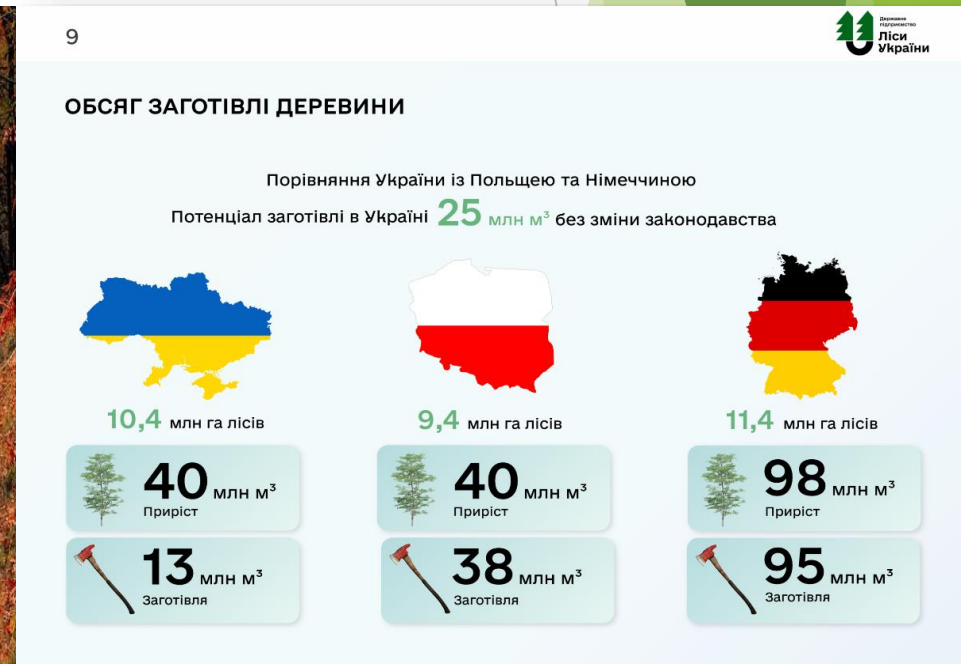 9
Державне
підприємство
Ліси
України
ОБСЯГ ЗАГОТІВЛІ ДЕРЕВИНИ
Порівняння України із Польщею та Німеччиною
Потенціал заготівлі в Україні 25 млн м³ без зміни законодавства
10,4 млн га лісів
9,4 млн га лісів
11,4 млн га лісів
40 млн м³
Приріст
40 млн м³
Приріст
98 млн м³
Приріст
13 млн м³
Заготівля
38 млн м³
Заготівля
95 млн м³
Заготівля